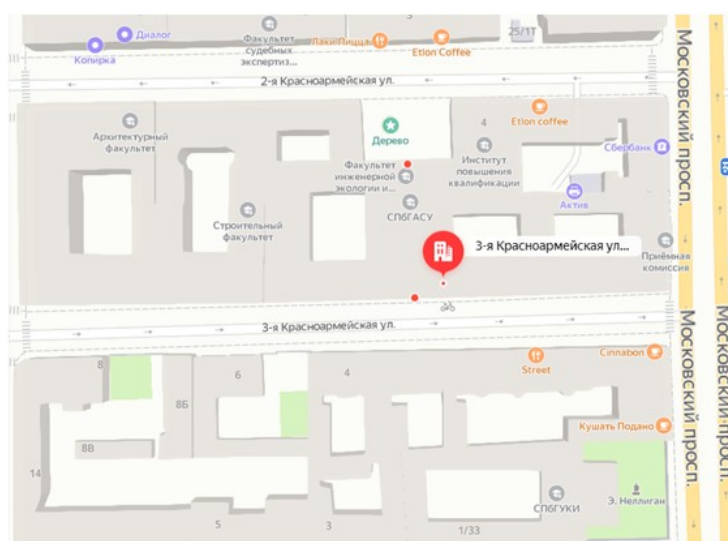 3
25/1Т
Диалог
Копирка
Факультет
судебных
экспертиз...
Лаки Пицца
Etlon Coffee
Московский просп.
2-я Красноармейская ул.
Архитектурный
факультет
Дерево
4
Etlon coffee
Сбербанк
Факультет
инженерной
экологии и...
Институт
повышения
квалификации
Актив
СПбГАСУ
Строительный
факультет
3-я Красноармейская ул...
Приёмная
комиссия
3-я Красноармейская ул.
Московский просп.
Московский просп.
8
6
4
Street
Cinnabon
8Б
Кушать Подано
8В
14
СПбГУКИ
Э. Неллиган
5
3
1/33